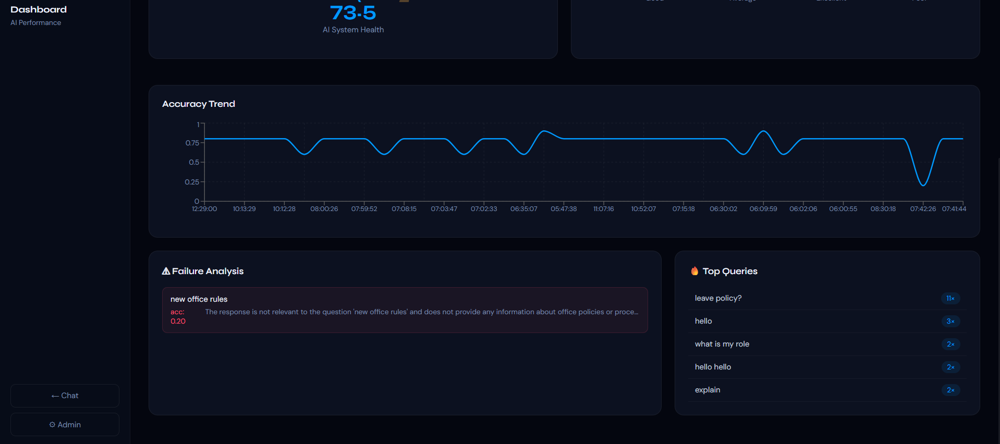 Dashboard
AI Performance
73.5
AI System Health
Good Average Excellent Poor
Accuracy Trend
1
0.75
0.5
0.25
0
12:29:00 10:13:29 10:12:28 08:00:26 07:59:52 07:08:15 07:03:47 07:02:33 06:35:07 05:47:38 11:07:16 10:52:07 07:15:18 06:30:02 06:09:59 06:02:06 06:00:55 08:30:18 07:42:26 07:41:44
⚠ Failure Analysis
new office rules
acc: The response is not relevant to the question 'new office rules' and does not provide any information about office policies or proce...
0.20
🔥 Top Queries
leave policy? 11×
hello 3×
what is my role 2×
hello hello 2×
explain 2×
← Chat
⚙ Admin